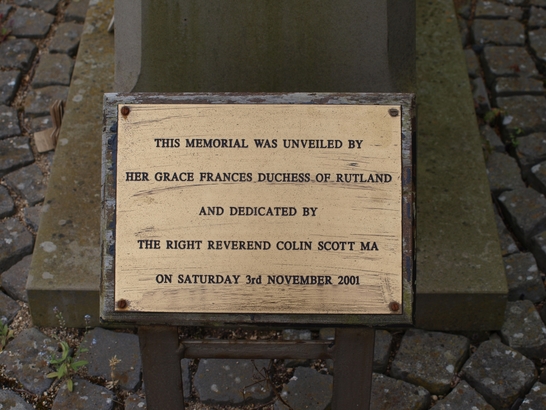 THIS MEMORIAL WAS UNVEILED BY
HER GRACE FRANCES DUCHESS OF RUTLAND
AND DEDICATED BY
THE RIGHT REVEREND COLIN SCOTT MA
ON SATURDAY 3rd NOVEMBER 2001